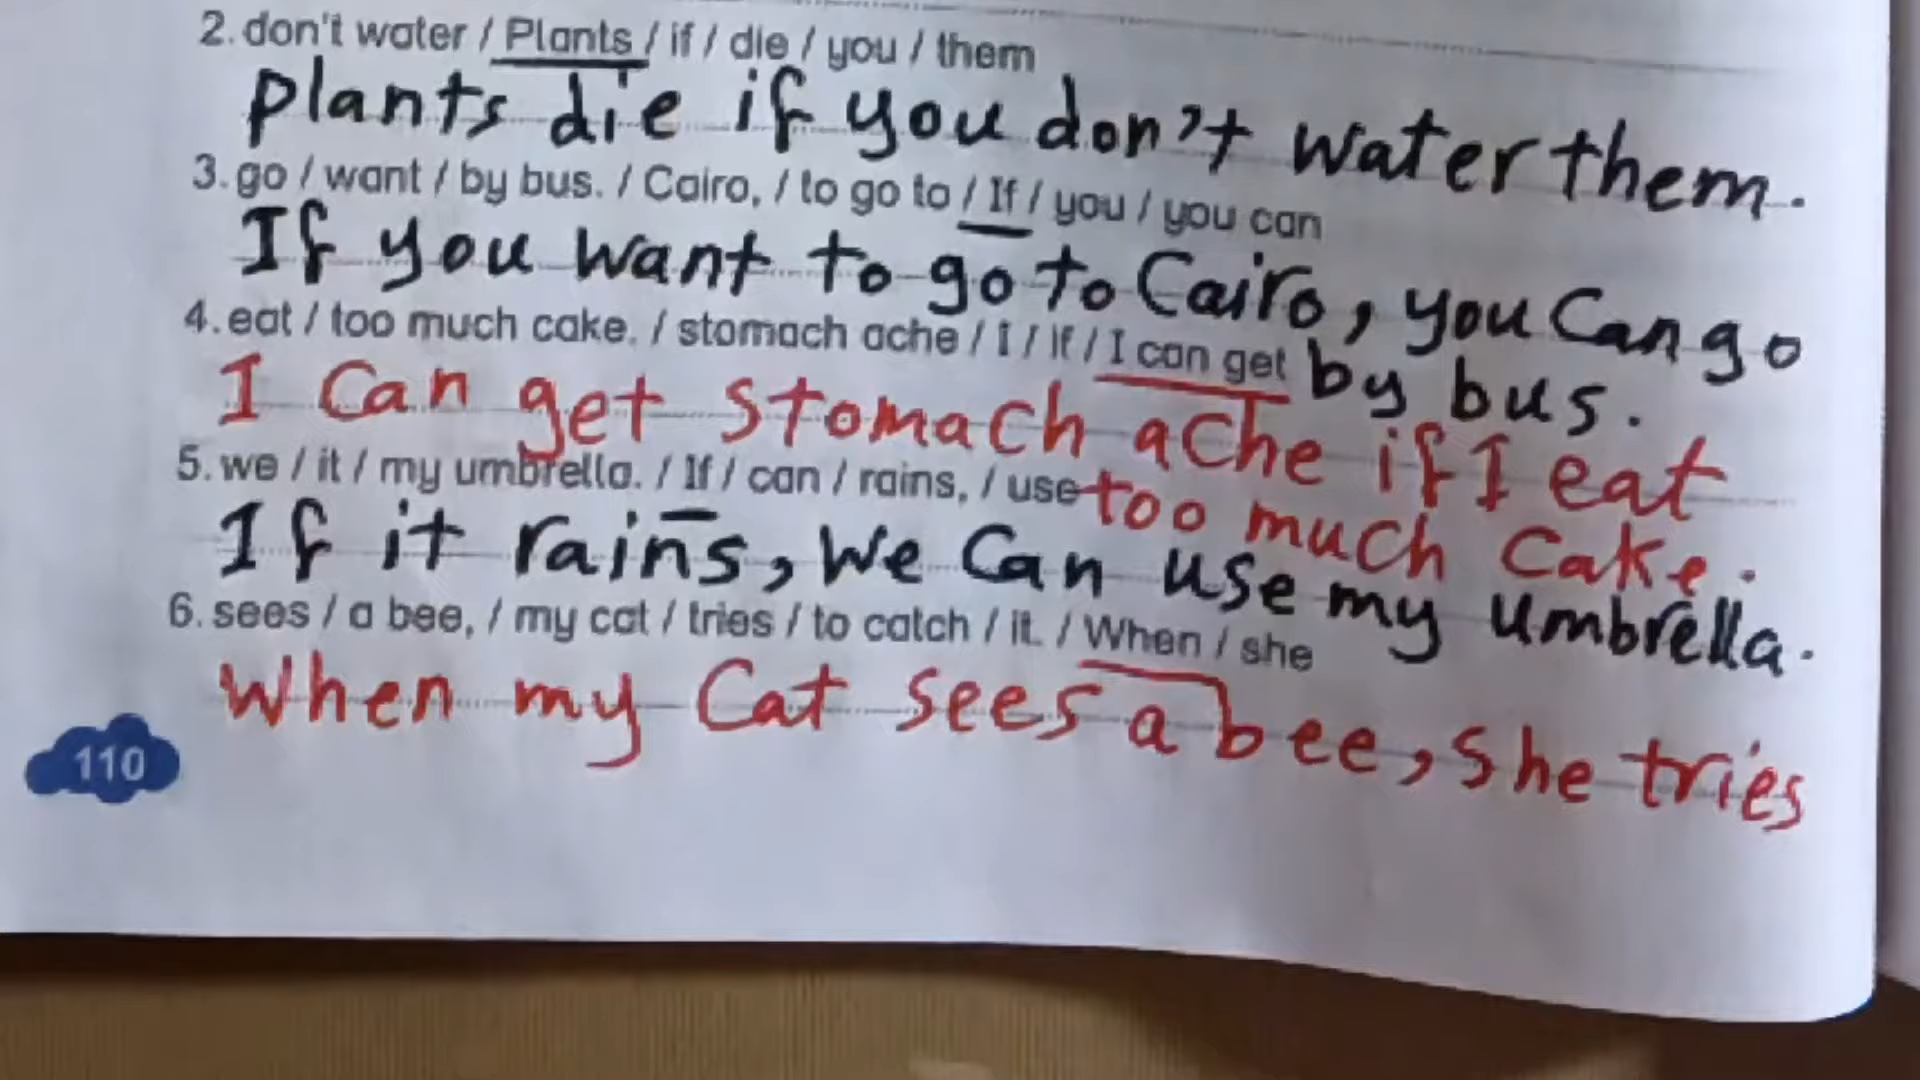 2. don't water / Plants / if / die / you / them
plants die if you don't water them.
3. go / want / by bus. / Cairo, / to go to / If / you / you can
If you want to go to Cairo, you can go
by bus.
4. eat / too much cake. / stomach ache / I / if / I can get
I can get stomach ache if I eat
too much cake.
5. we / it / my umbrella. / If / can / rains, / use
If it rains, we can use my umbrella.
6. sees / a bee, / my cat / tries / to catch / it. / When / she
When my cat sees a bee, she tries
110